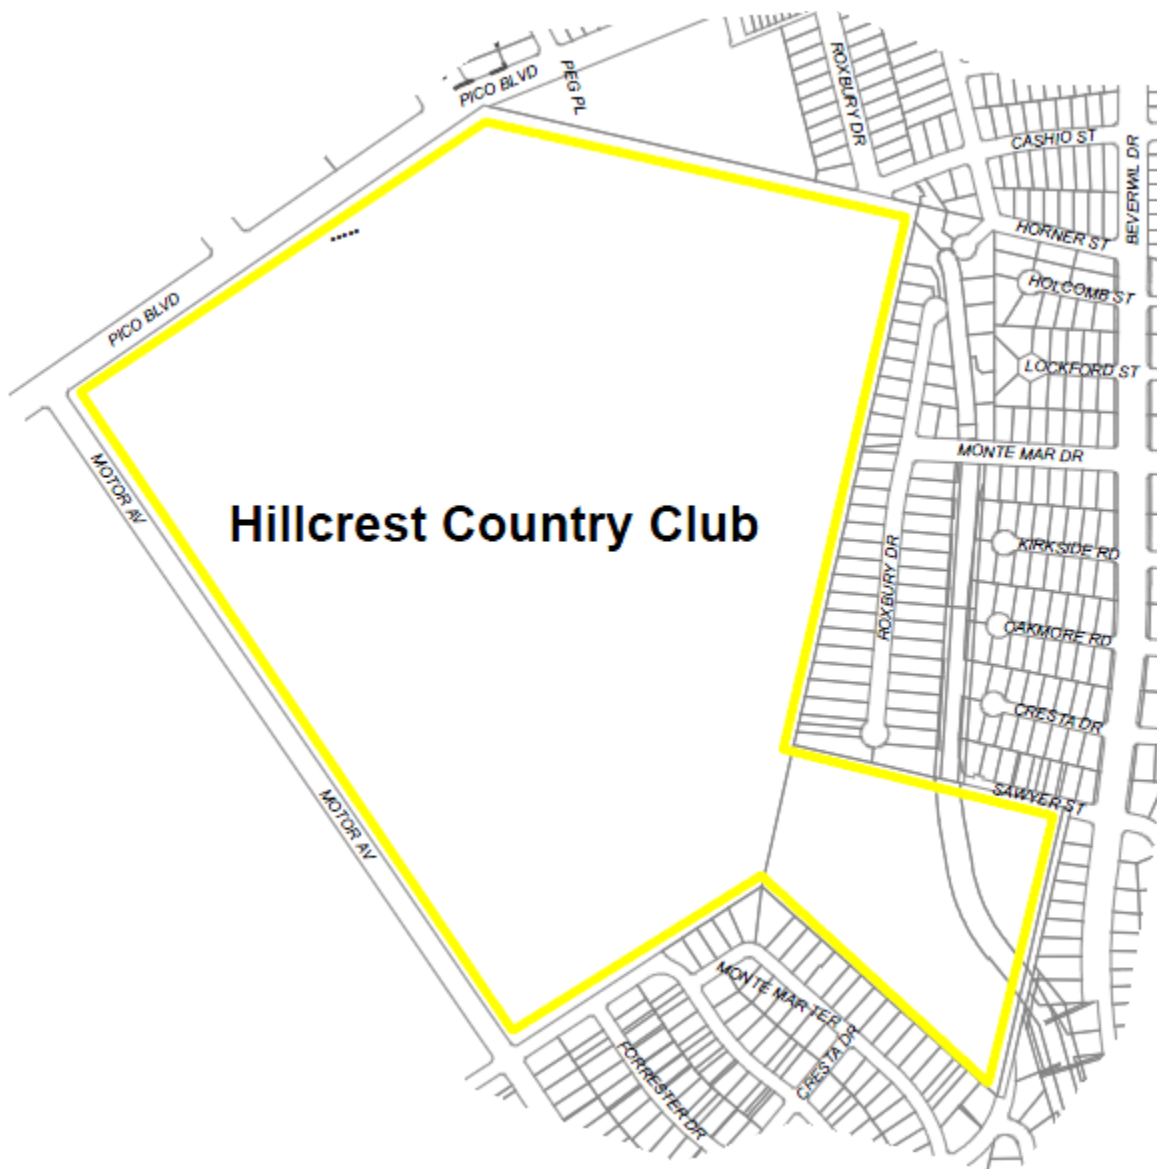 ROXBURY DR
PEG PL
PICO BLVD
CASHIO ST
BEVERWIL DR
HORNER ST
HOLCOMB ST
PICO BLVD
LOCKFORD ST
MONTE MAR DR
MOTOR AV
Hillcrest Country Club
KIRKSIDE RD
ROXBURY DR
OAKMORE RD
CRESTA DR
SAWYER ST
MOTOR AV
MONTE MAR TER
CRESTA DR
FORRESTER DR